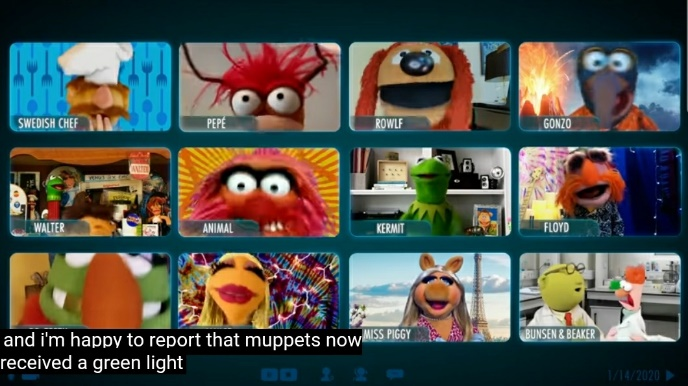 SWEDISH CHEF
PEPÉ
ROWLF
GONZO
WALTER
ANIMAL
KERMIT
FLOYD
MISS PIGGY
BUNSEN & BEAKER
and i'm happy to report that muppets now
received a green light
1/14/2020